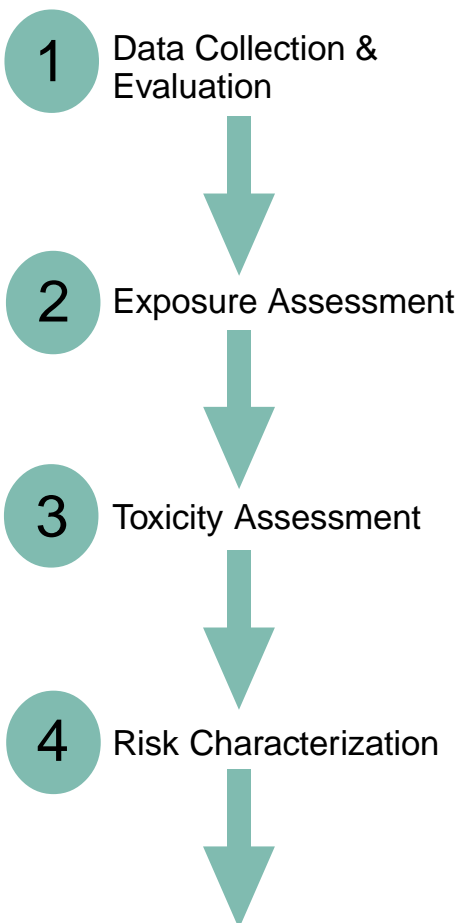 1
Data Collection &
Evaluation
2
Exposure Assessment
3
Toxicity Assessment
4
Risk Characterization